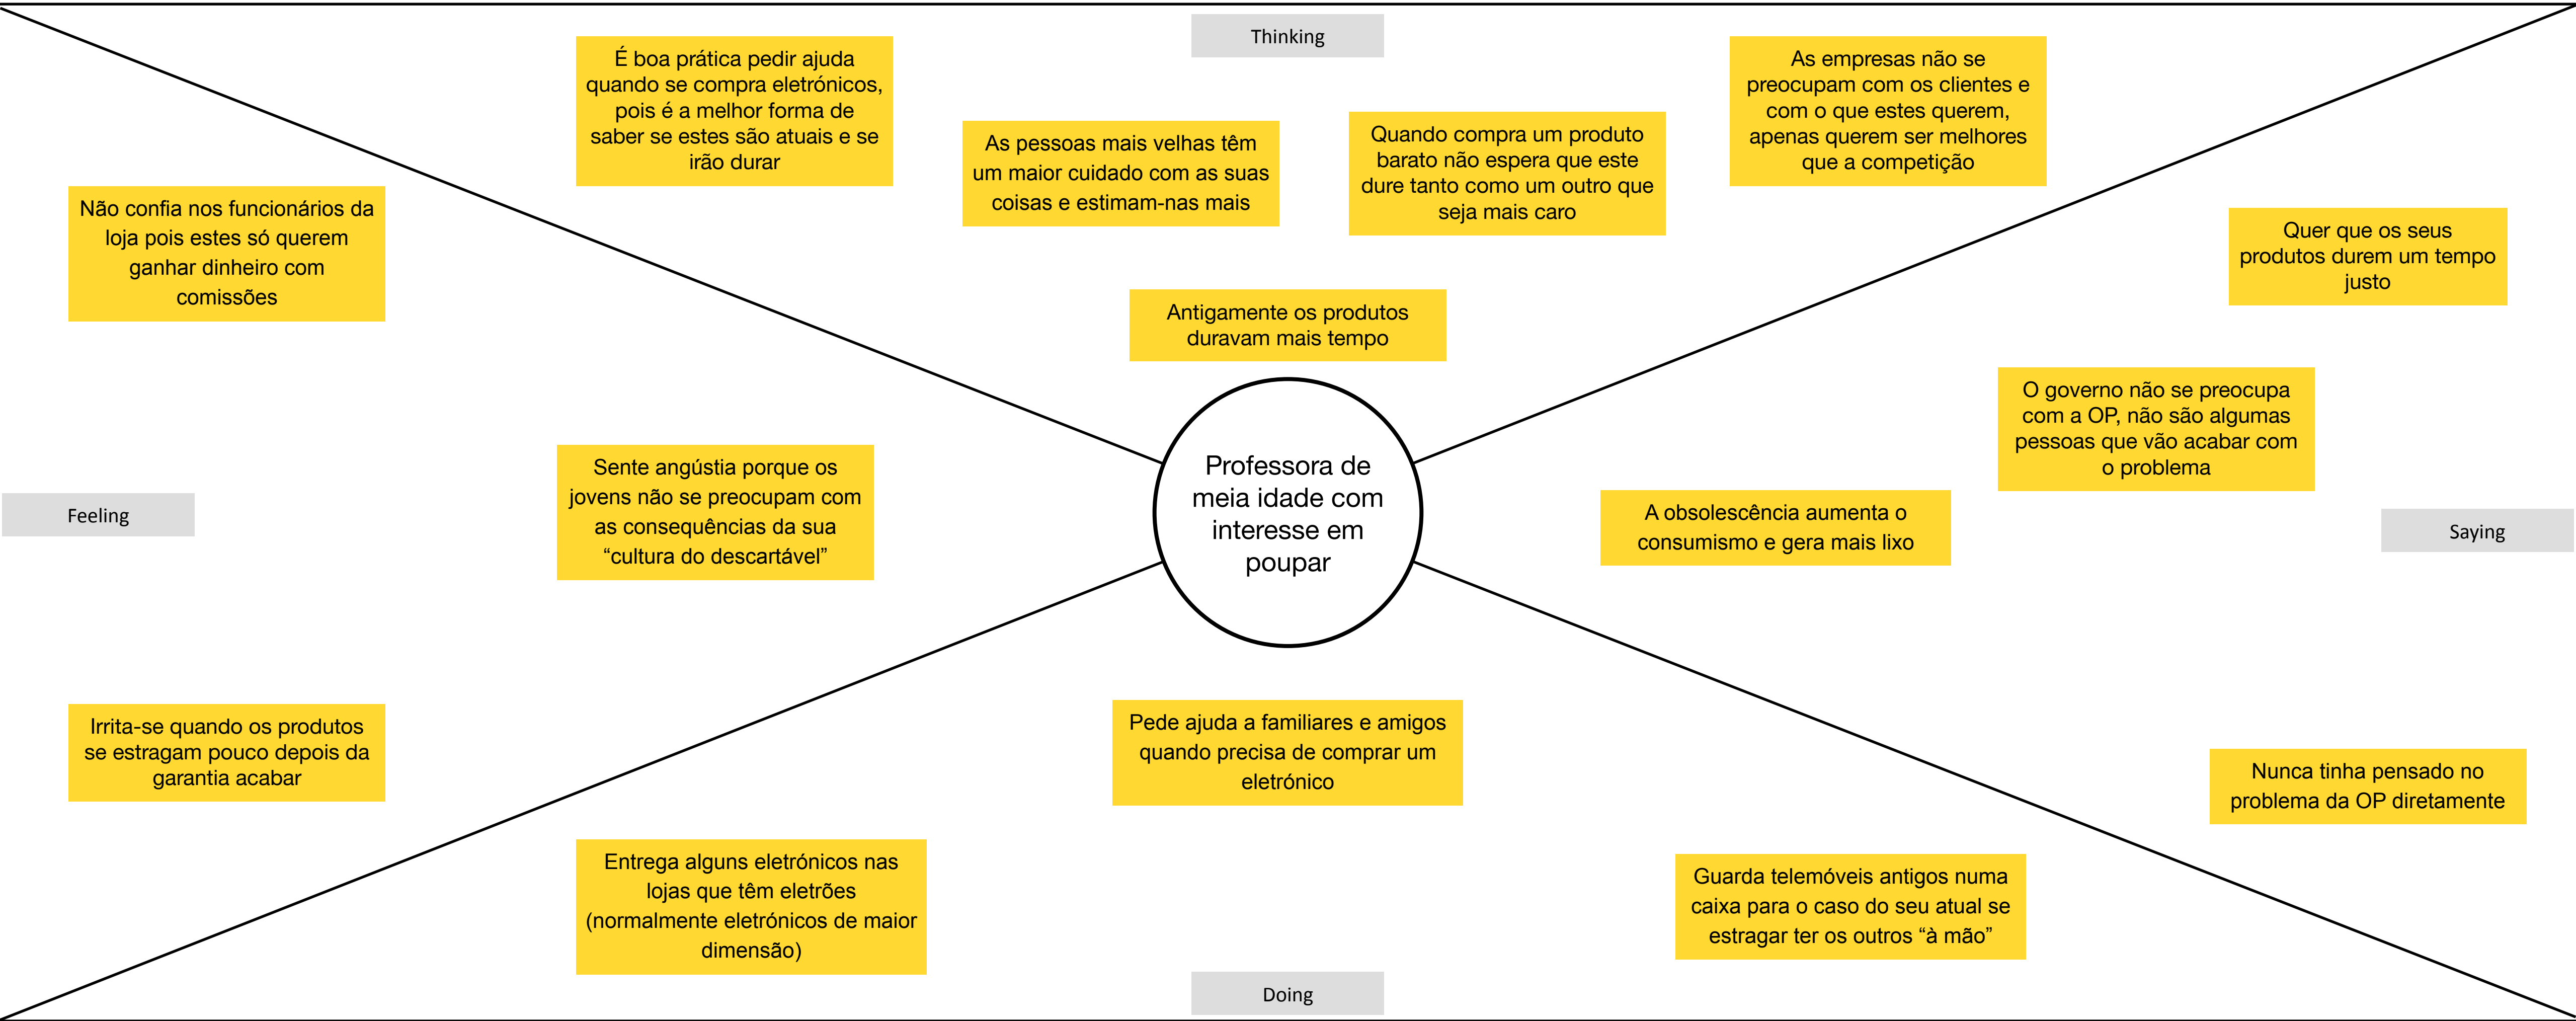 Thinking
É boa prática pedir ajuda
quando se compra eletrónicos,
pois é a melhor forma de
saber se estes são atuais e se
irão durar
As pessoas mais velhas têm
um maior cuidado com as suas
coisas e estimam-nas mais
Quando compra um produto
barato não espera que este
dure tanto como um outro que
seja mais caro
As empresas não se
preocupam com os clientes e
com o que estes querem,
apenas querem ser melhores
que a competição
Antigamente os produtos
duravam mais tempo
Não confia nos funcionários da
loja pois estes só querem
ganhar dinheiro com
comissões
Sente angústia porque os
jovens não se preocupam com
as consequências da sua
“cultura do descartável”
Feeling
Irrita-se quando os produtos
se estragam pouco depois da
garantia acabar
Professora de
meia idade com
interesse em
poupar
Quer que os seus
produtos durem um tempo
justo
O governo não se preocupa
com a OP, não são algumas
pessoas que vão acabar com
o problema
A obsolescência aumenta o
consumismo e gera mais lixo
Saying
Nunca tinha pensado no
problema da OP diretamente
Pede ajuda a familiares e amigos
quando precisa de comprar um
eletrónico
Entrega alguns eletrónicos nas
lojas que têm eletrões
(normalmente eletrónicos de maior
dimensão)
Guarda telemóveis antigos numa
caixa para o caso do seu atual se
estragar ter os outros “à mão”
Doing